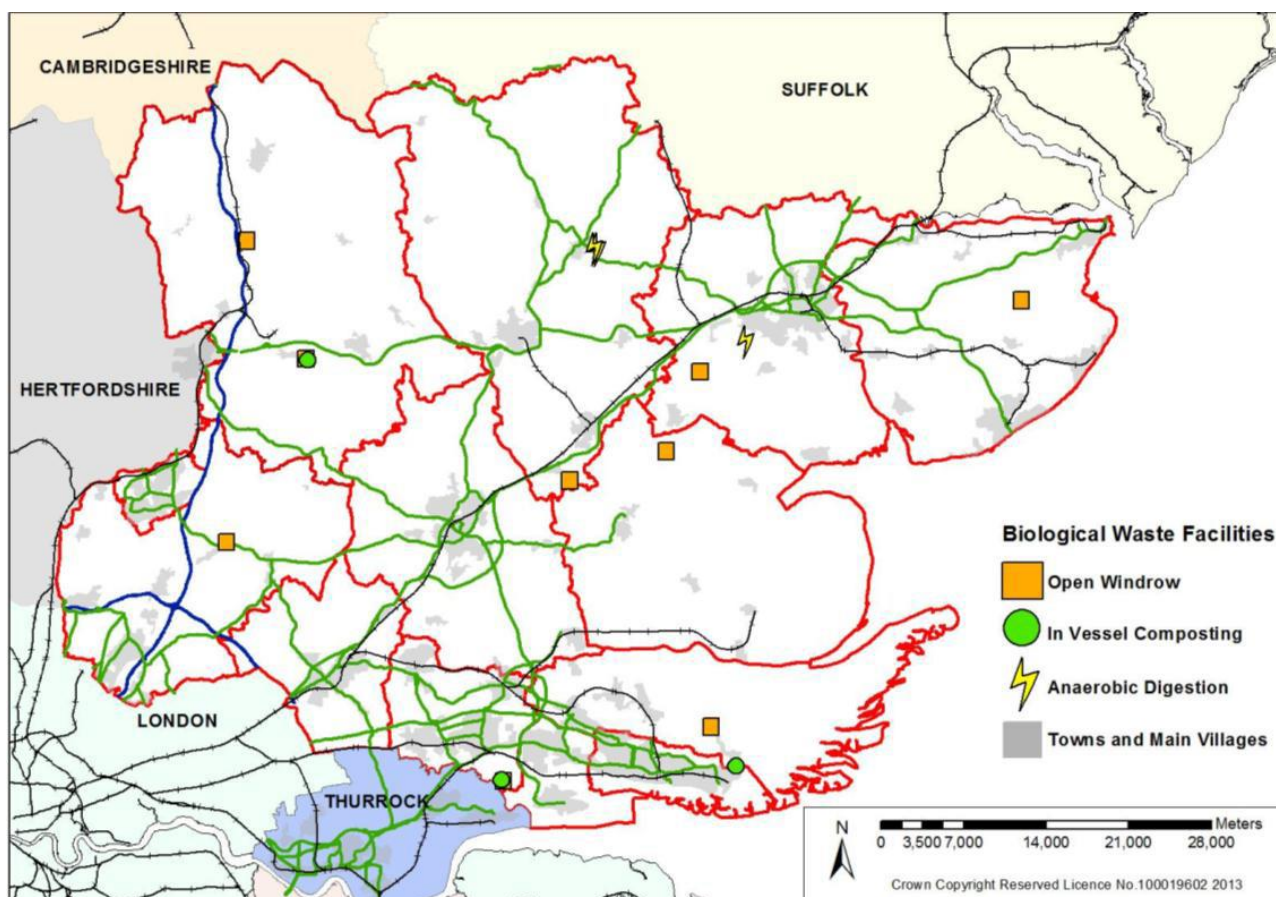 CAMBRIDGESHIRE
SUFFOLK
HERTFORDSHIRE
LONDON
THURROCK
Biological Waste Facilities
Open Windrow
In Vessel Composting
Anaerobic Digestion
Towns and Main Villages
N
Meters
0 3,500 7,000 14,000 21,000 28,000
Crown Copyright Reserved Licence No.100019602 2013